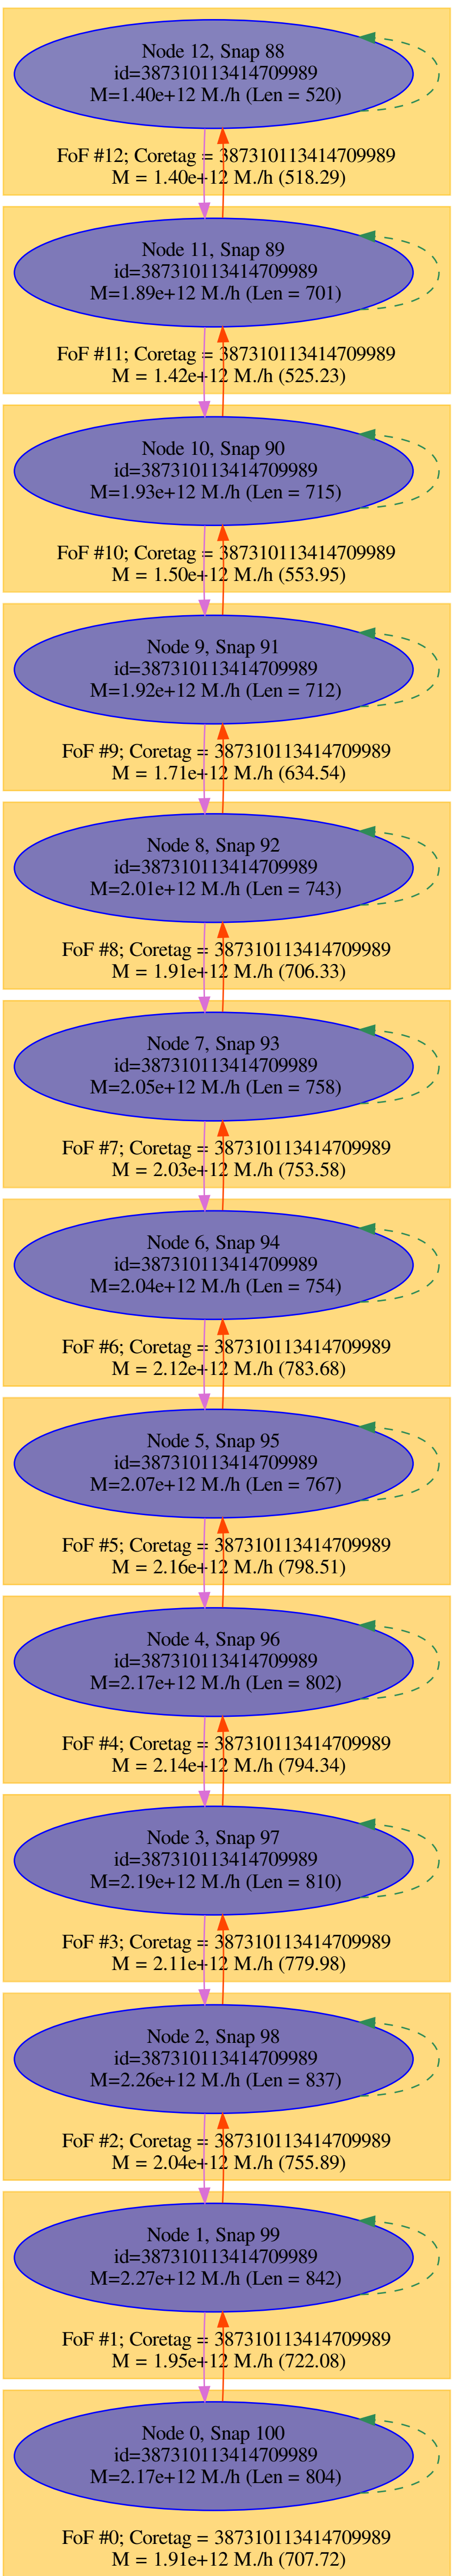 Node 12, Snap 88
id=387310113414709989
M=1.40e+12 M./h (Len = 520)
FoF #12; Coretag = 387310113414709989
M = 1.40e+12 M./h (518.29)
Node 11, Snap 89
id=387310113414709989
M=1.89e+12 M./h (Len = 701)
FoF #11; Coretag = 387310113414709989
M = 1.42e+12 M./h (525.23)
Node 10, Snap 90
id=387310113414709989
M=1.93e+12 M./h (Len = 715)
FoF #10; Coretag = 387310113414709989
M = 1.50e+12 M./h (553.95)
Node 9, Snap 91
id=387310113414709989
M=1.92e+12 M./h (Len = 712)
FoF #9; Coretag = 387310113414709989
M = 1.71e+12 M./h (634.54)
Node 8, Snap 92
id=387310113414709989
M=2.01e+12 M./h (Len = 743)
FoF #8; Coretag = 387310113414709989
M = 1.91e+12 M./h (706.33)
Node 7, Snap 93
id=387310113414709989
M=2.05e+12 M./h (Len = 758)
FoF #7; Coretag = 387310113414709989
M = 2.03e+12 M./h (753.58)
Node 6, Snap 94
id=387310113414709989
M=2.04e+12 M./h (Len = 754)
FoF #6; Coretag = 387310113414709989
M = 2.12e+12 M./h (783.68)
Node 5, Snap 95
id=387310113414709989
M=2.07e+12 M./h (Len = 767)
FoF #5; Coretag = 387310113414709989
M = 2.16e+12 M./h (798.51)
Node 4, Snap 96
id=387310113414709989
M=2.17e+12 M./h (Len = 802)
FoF #4; Coretag = 387310113414709989
M = 2.14e+12 M./h (794.34)
Node 3, Snap 97
id=387310113414709989
M=2.19e+12 M./h (Len = 810)
FoF #3; Coretag = 387310113414709989
M = 2.11e+12 M./h (779.98)
Node 2, Snap 98
id=387310113414709989
M=2.26e+12 M./h (Len = 837)
FoF #2; Coretag = 387310113414709989
M = 2.04e+12 M./h (755.89)
Node 1, Snap 99
id=387310113414709989
M=2.27e+12 M./h (Len = 842)
FoF #1; Coretag = 387310113414709989
M = 1.95e+12 M./h (722.08)
Node 0, Snap 100
id=387310113414709989
M=2.17e+12 M./h (Len = 804)
FoF #0; Coretag = 387310113414709989
M = 1.91e+12 M./h (707.72)